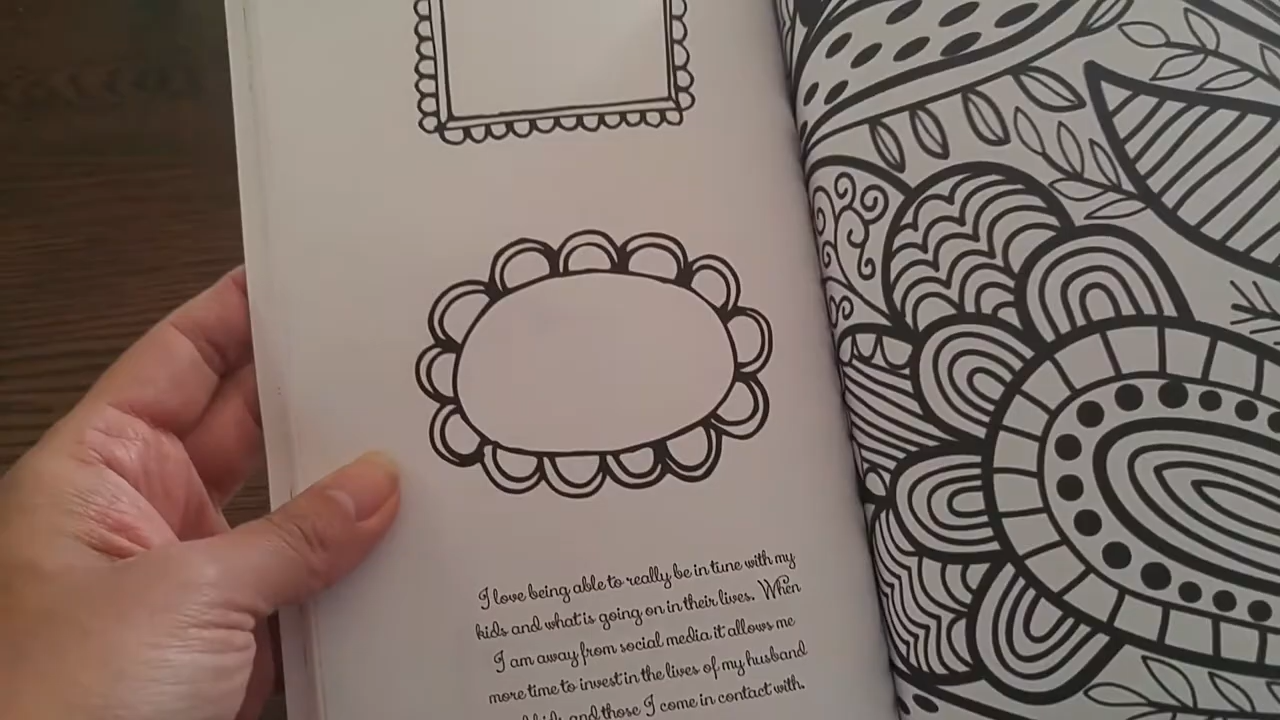 I love being able to really be in tune with my
kids and what is going on in their lives. When
I am away from social media it allows me
more time to invest in the lives of my husband
and those I come in contact with.